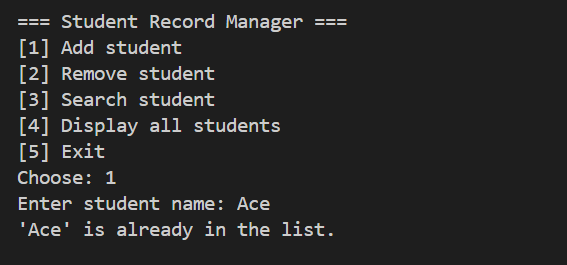 === Student Record Manager ===
[1] Add student
[2] Remove student
[3] Search student
[4] Display all students
[5] Exit
Choose: 1
Enter student name: Ace
'Ace' is already in the list.